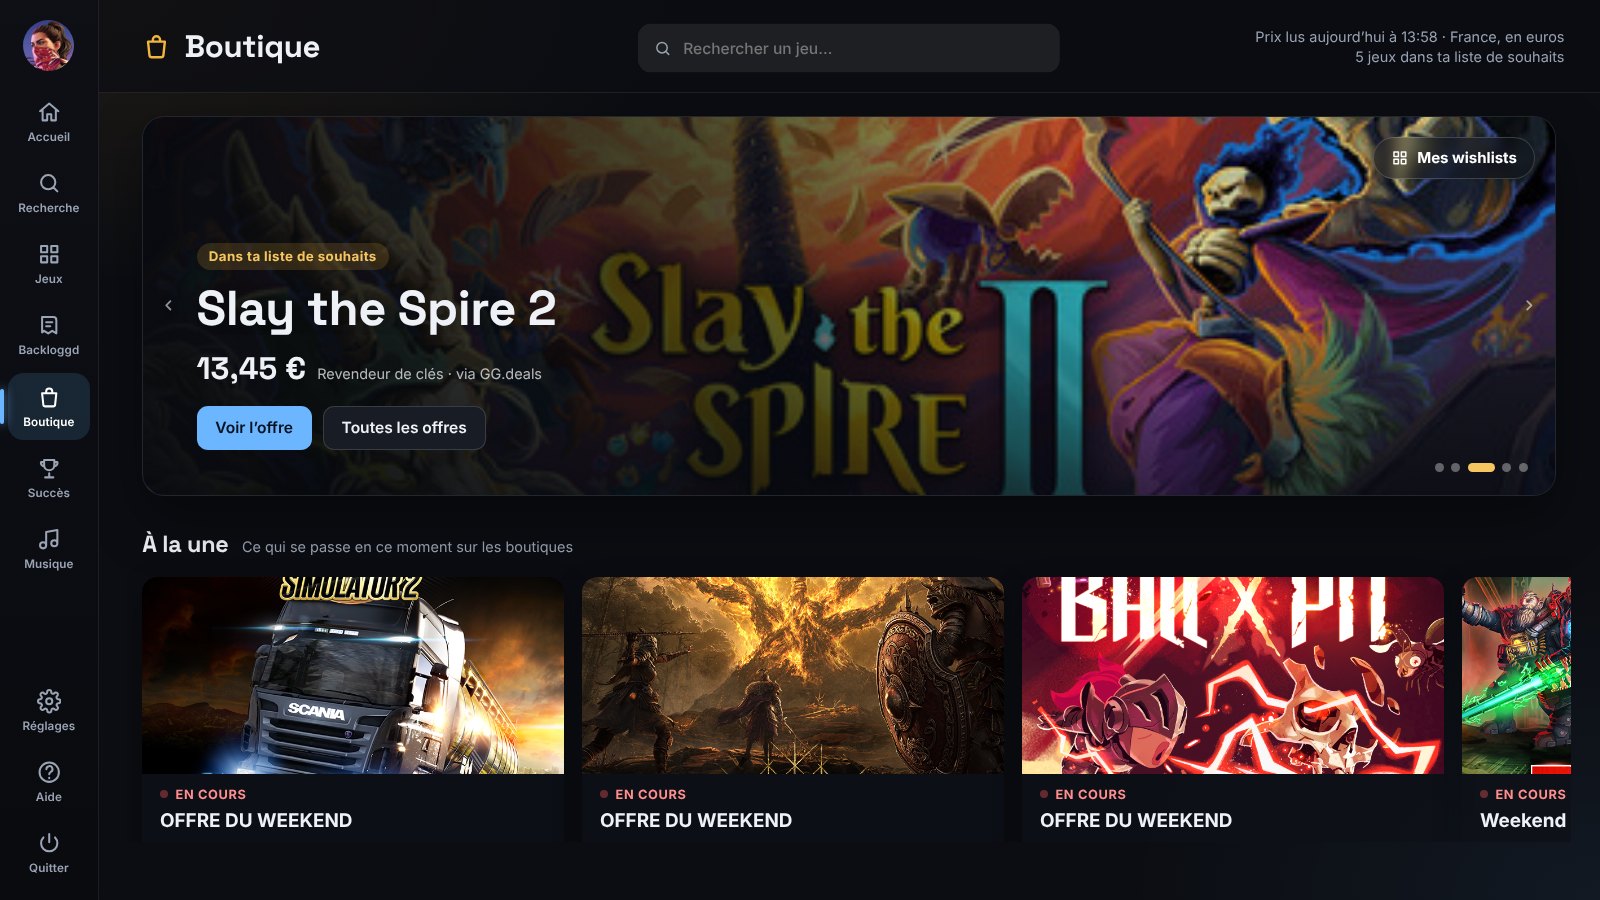 Boutique
Rechercher un jeu...
Prix lus aujourd'hui à 13:58 · France, en euros
5 jeux dans ta liste de souhaits
Accueil
Recherche
Jeux
Backloggd
Boutique
Succès
Musique
Réglages
Aide
Quitter
Mes wishlists
Dans ta liste de souhaits
Slay the Spire 2
13,45 € Revendeur de clés · via GG.deals
Voir l'offre
Toutes les offres
Slay the
SPIRE II
À la une Ce qui se passe en ce moment sur les boutiques
SIMULATOR 2
SCANIA
EN COURS
OFFRE DU WEEKEND
EN COURS
OFFRE DU WEEKEND
BALL X PIT
EN COURS
OFFRE DU WEEKEND
EN COURS
Weekend